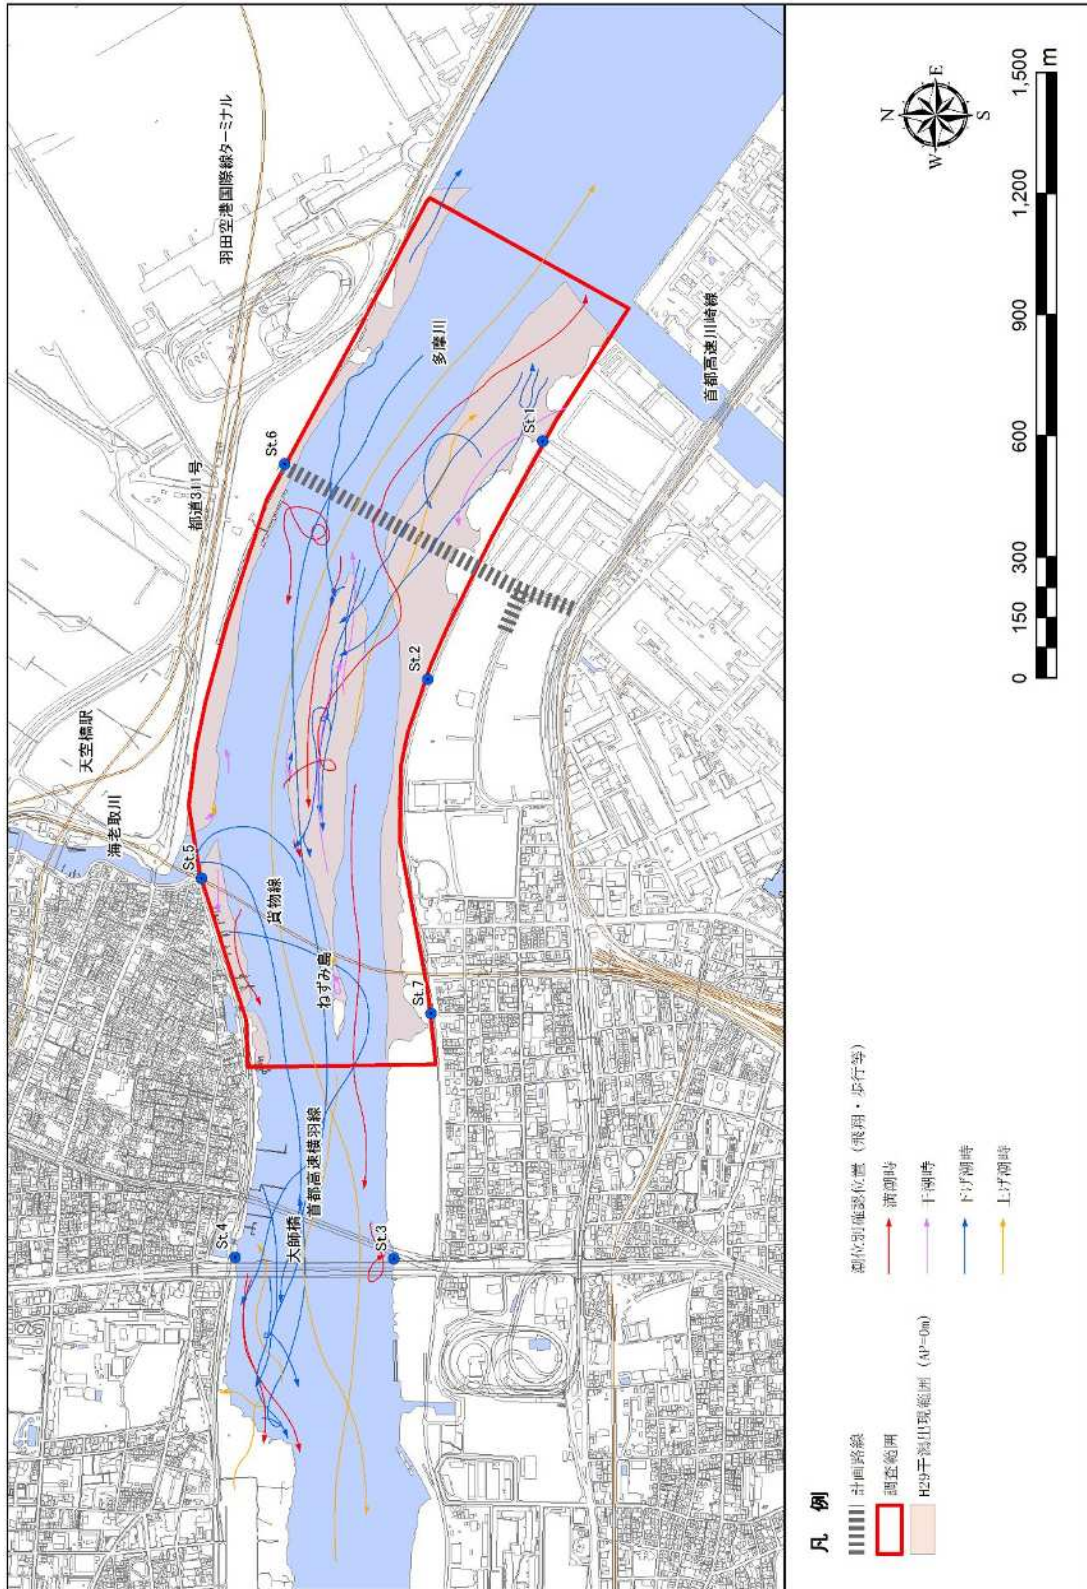 羽田空港国際線ターミナル
都道311号
天空橋駅
海老取川
St.6
St.5
貨物線
多摩川
St.1
首都高速川崎線
St.2
ねずみ島
St.7
首都高速横羽線
大師橋
St.4
St.3
N
E
S
W
0 150 300 600 900 1,200 1,500
m
凡 例
計画路線
調査範囲
H29干潟出現範囲 (AP-0m)
潮位別確認位置 (飛翔・歩行等)
満潮時
干潮時
下げ潮時
上げ潮時